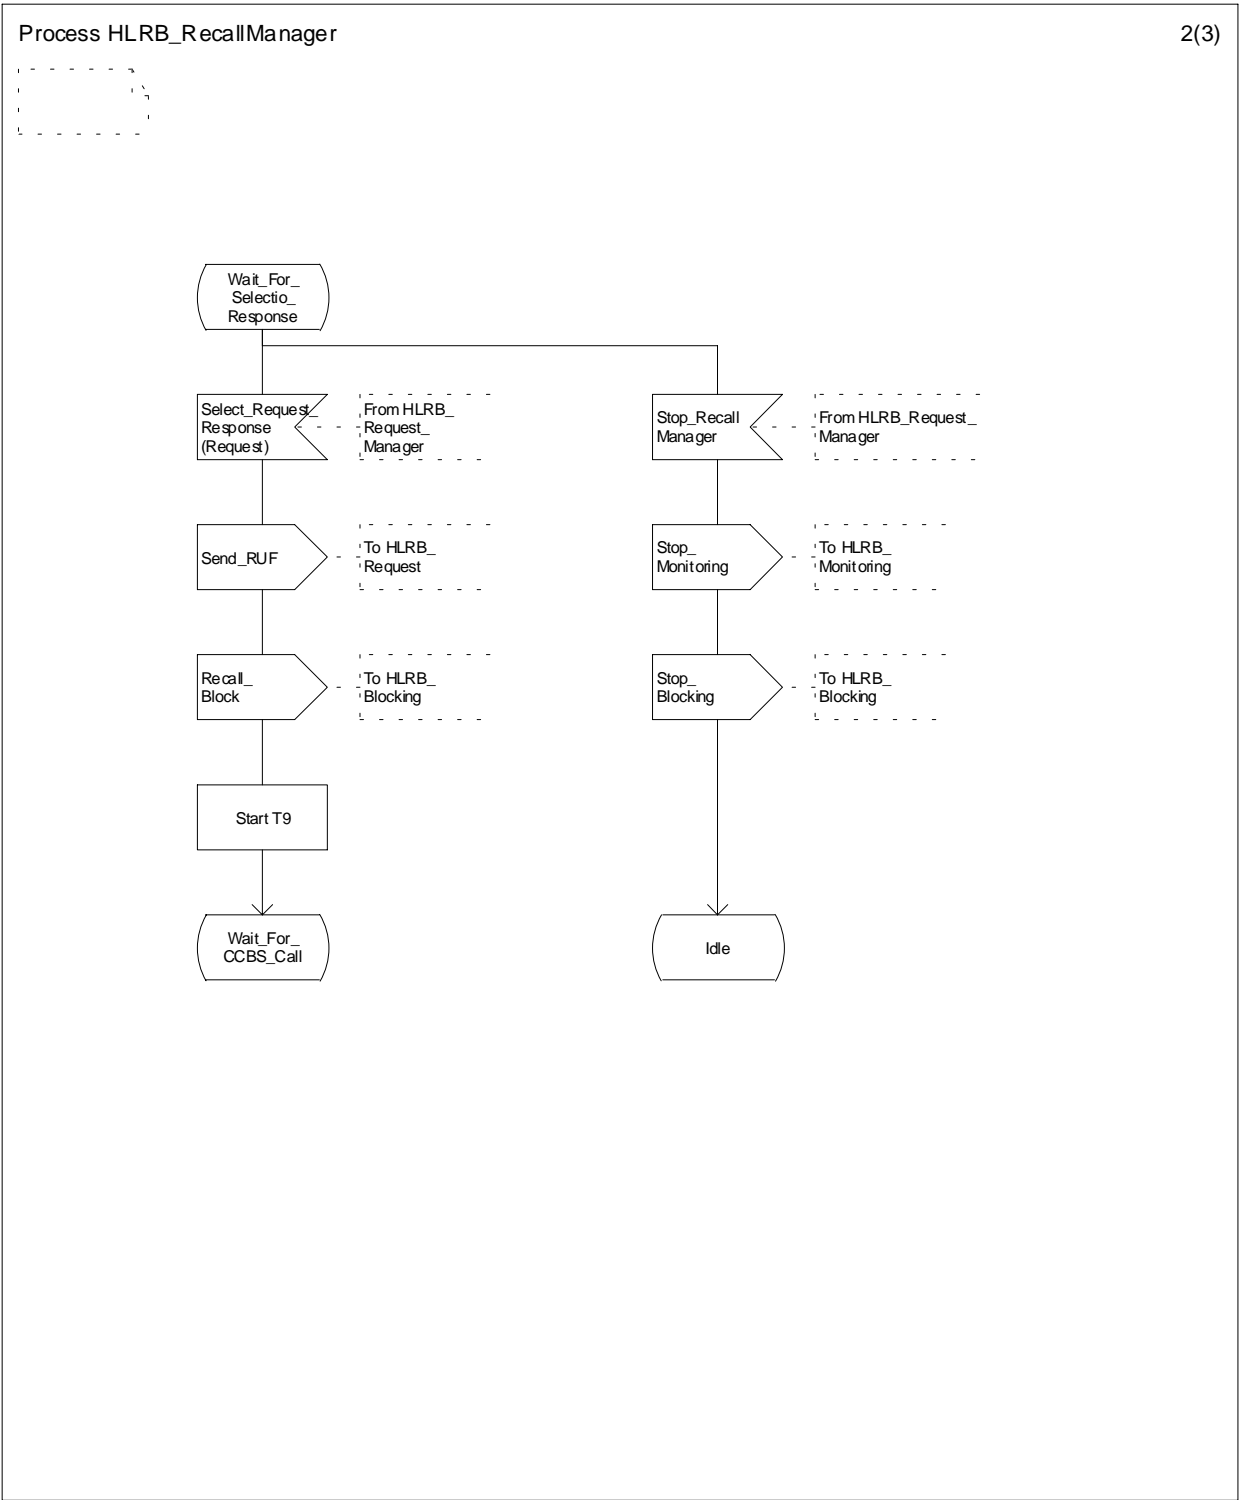 Process HLRB_RecallManager
2(3)
Wait_For_
Selectio_
Response
Select_Request_
Response
(Request)
From HLRB_
Request_
Manager
Stop_Recall
Manager
From HLRB_Request_
Manager
Send_RUF
To HLRB_
Request
Stop_
Monitoring
To HLRB_
Monitoring
Recall_
Block
To HLRB_
Blocking
Stop_
Blocking
To HLRB_
Blocking
Start T9
Wait_For_
CCBS_Call
Idle